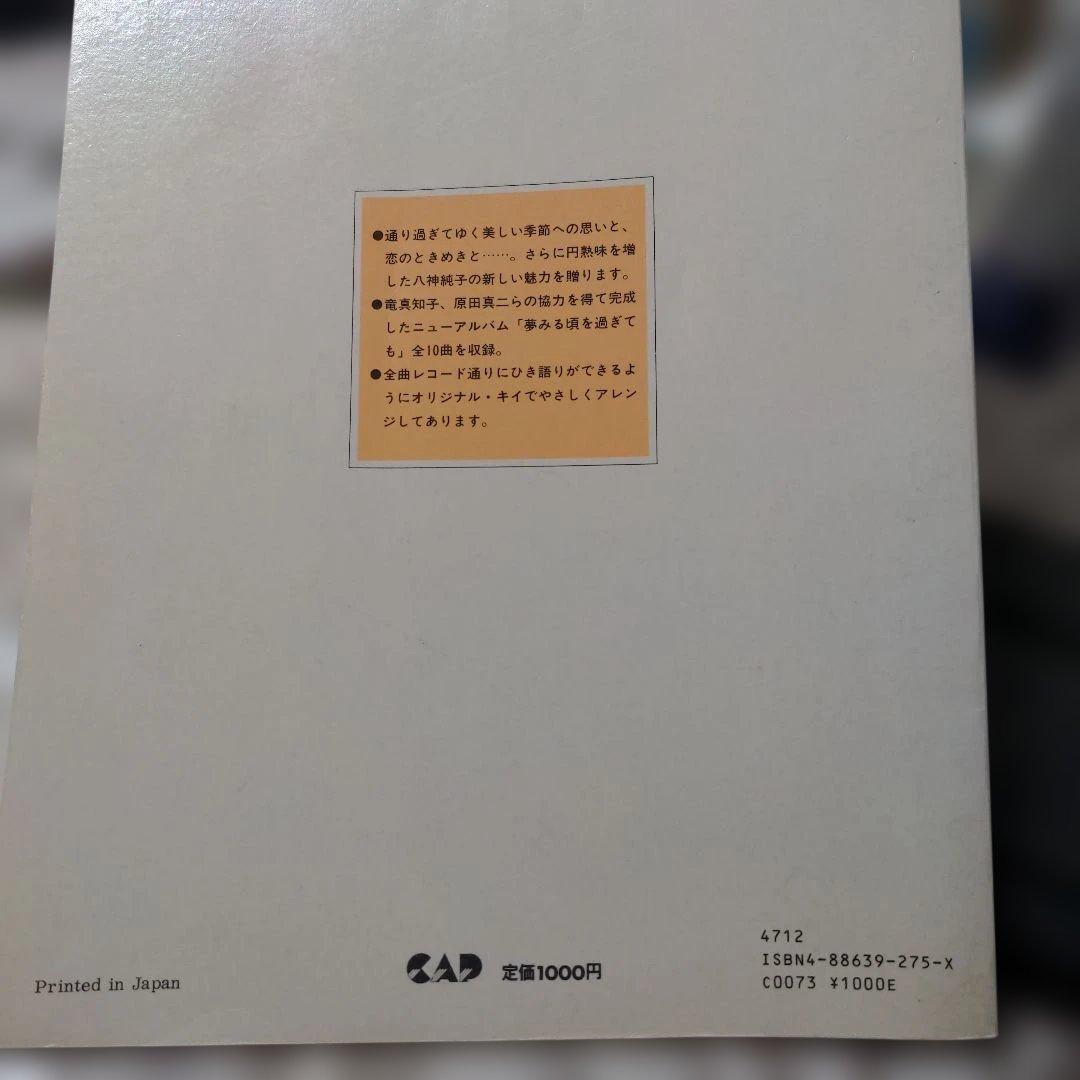 ●通り過ぎてゆく美しい季節への思いと、
恋のときめきと……。さらに円熟味を増
した八神純子の新しい魅力を贈ります。
●竜真知子、原田真二らの協力を得て完成
したニューアルバム「夢みる頃を過ぎて
も」全10曲を収録。
●全曲レコード通りにひき語りができるよ
うにオリジナル・キイでやさしくアレン
ジしてあります。
4712
ISBN4-88639-275-X
C0073 ¥1000E
CAP 定価1000円
Printed in Japan